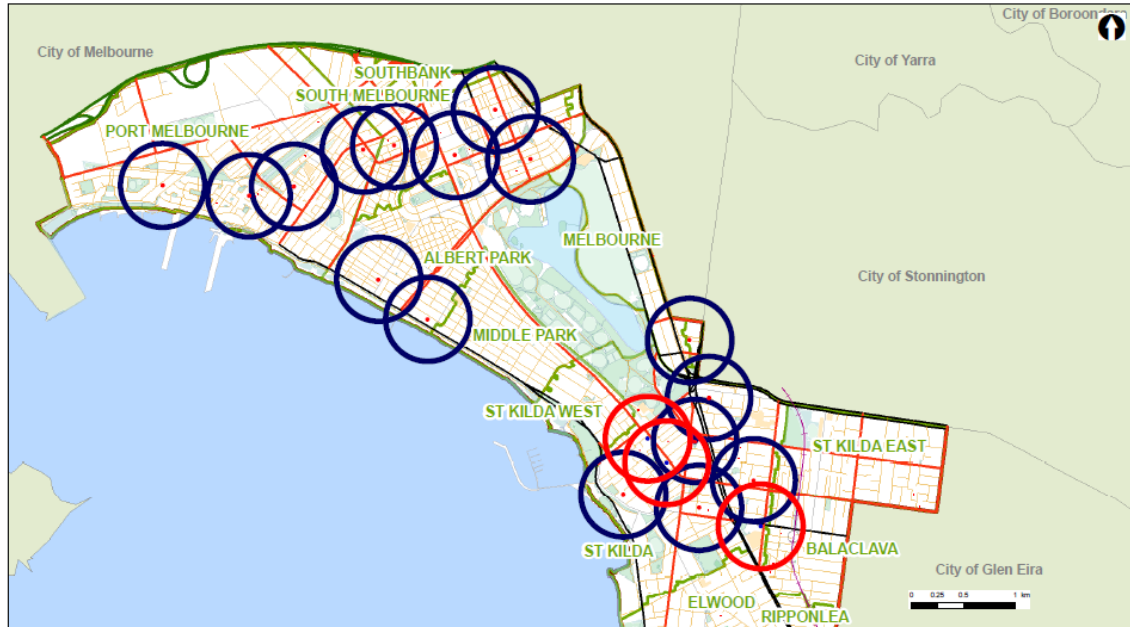 City of Boroondara
City of Melbourne
City of Yarra
SOUTHBANK
SOUTH MELBOURNE
PORT MELBOURNE
MELBOURNE
ALBERT PARK
City of Stonnington
MIDDLE PARK
ST KILDA WEST
ST KILDA EAST
ST KILDA
BALACLAVA
City of Glen Eira
ELWOOD
RIPPONLEA
0 0.25 0.5 1 km